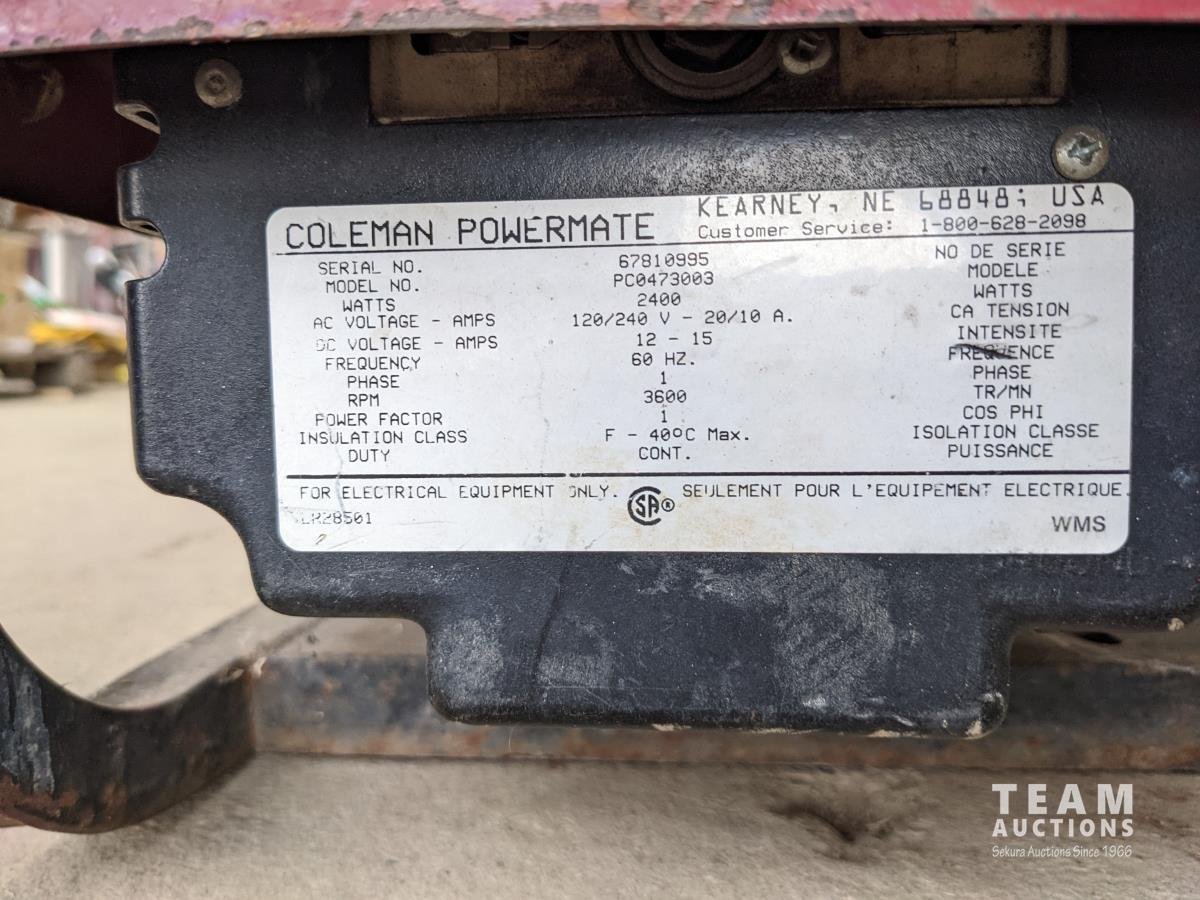 COLEMAN POWERMATE KEARNEY, NE 68848; USA
Customer Service: 1-800-628-2098
SERIAL NO. 67810995 NO DE SERIE
MODEL NO. PC0473003 MODELE
WATTS 2400 WATTS
AC VOLTAGE - AMPS 120/240 V - 20/10 A. CA TENSION
DC VOLTAGE - AMPS 12 - 15 INTENSITE
FREQUENCY 60 HZ. FREQUENCE
PHASE 1 PHASE
RPM 3600 TR/MN
POWER FACTOR 1 COS PHI
INSULATION CLASS F - 40ºC Max. ISOLATION CLASSE
DUTY CONT. PUISSANCE
FOR ELECTRICAL EQUIPMENT ONLY. SA® SEULEMENT POUR L'EQUIPEMENT ELECTRIQUE.
LR28501 WMS
TEAM
AUCTIONS
Sekura Auctions Since 1966